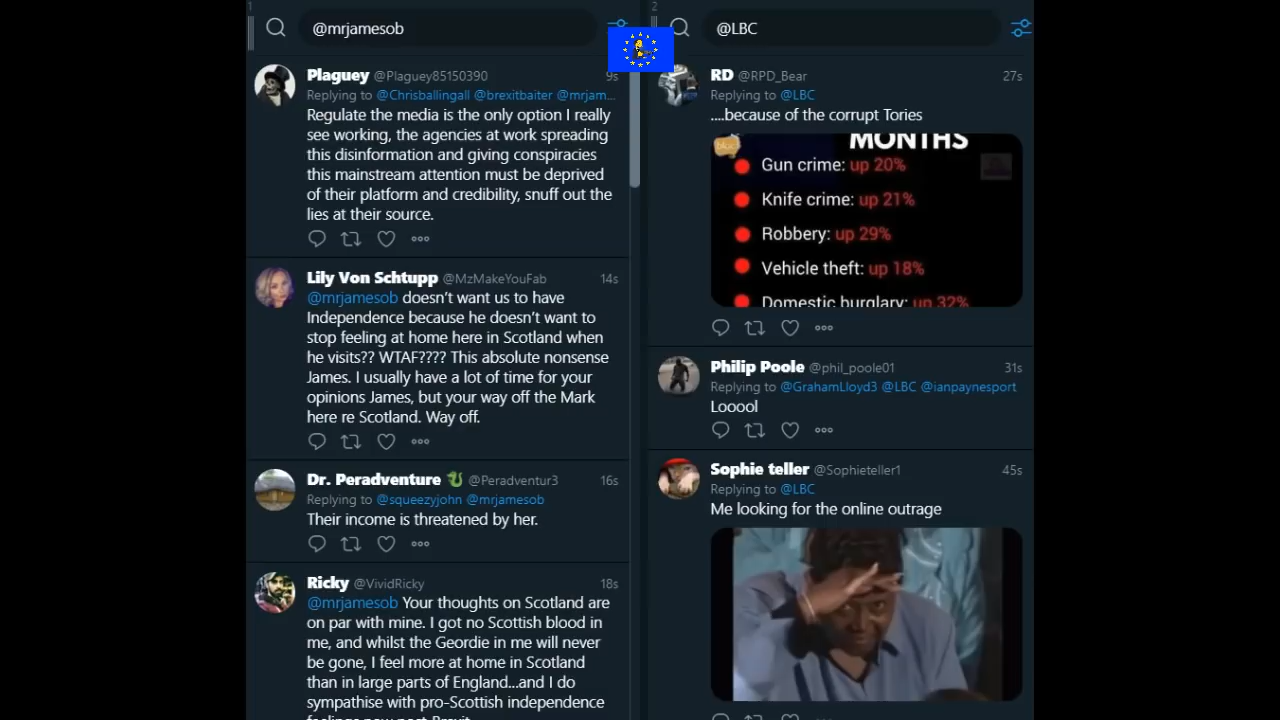 1
@mrjamesob
Plaguey @Plaguey85150390 9s
Replying to @Chrisballingall @brexitbaiter @mrjam...
Regulate the media is the only option I really
see working, the agencies at work spreading
this disinformation and giving conspiracies
this mainstream attention must be deprived
of their platform and credibility, snuff out the
lies at their source.
Lily Von Schtupp @MzMakeYouFab 14s
@mrjamesob doesn't want us to have
Independence because he doesn't want to
stop feeling at home here in Scotland when
he visits?? WTAF???? This absolute nonsense
James. I usually have a lot of time for your
opinions James, but your way off the Mark
here re Scotland. Way off.
Dr. Peradventure @Peradventur3 16s
Replying to @squeezyjohn @mrjamesob
Their income is threatened by her.
Ricky @VividRicky 18s
@mrjamesob Your thoughts on Scotland are
on par with mine. I got no Scottish blood in
me, and whilst the Geordie in me will never
be gone, I feel more at home in Scotland
than in large parts of England...and I do
sympathise with pro-Scottish independence
feelings now post Brexit
2
@LBC
RD @RPD_Bear 27s
Replying to @LBC
....because of the corrupt Tories
MONTHS
Gun crime: up 20%
Knife crime: up 21%
Robbery: up 29%
Vehicle theft: up 18%
Domestic burglary: up 32%
Philip Poole @phil_poole01 31s
Replying to @GrahamLloyd3 @LBC @ianpaynesport
Looool
Sophie teller @Sophieteller1 45s
Replying to @LBC
Me looking for the online outrage